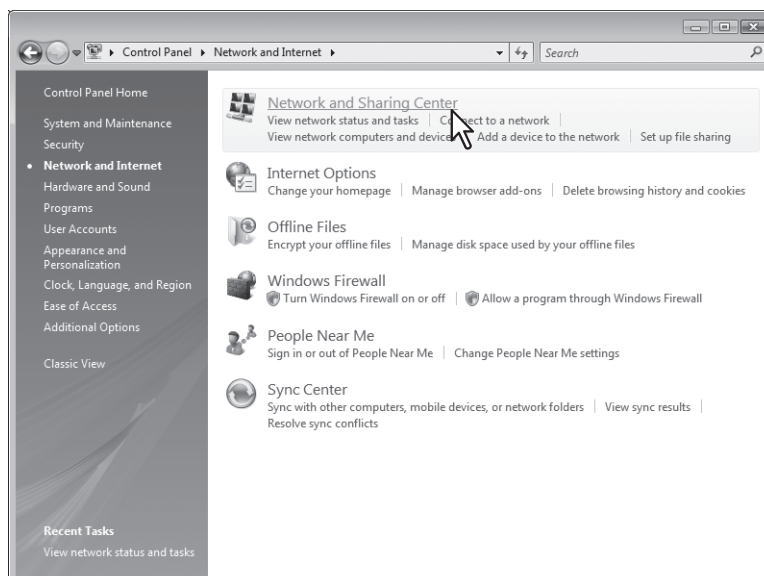 Control Panel
Network and Internet
Search
Control Panel Home
System and Maintenance
Security
Network and Internet
Hardware and Sound
Programs
User Accounts
Appearance and
Personalization
Clock, Language, and Region
Ease of Access
Additional Options
Classic View
Recent Tasks
View network status and tasks
Network and Sharing Center
View network status and tasks | Connect to a network |
View network computers and devices | Add a device to the network | Set up file sharing
Internet Options
Change your homepage | Manage browser add-ons | Delete browsing history and cookies
Offline Files
Encrypt your offline files | Manage disk space used by your offline files
Windows Firewall
Turn Windows Firewall on or off | Allow a program through Windows Firewall
People Near Me
Sign in or out of People Near Me | Change People Near Me settings
Sync Center
Sync with other computers, mobile devices, or network folders | View sync results |
Resolve sync conflicts